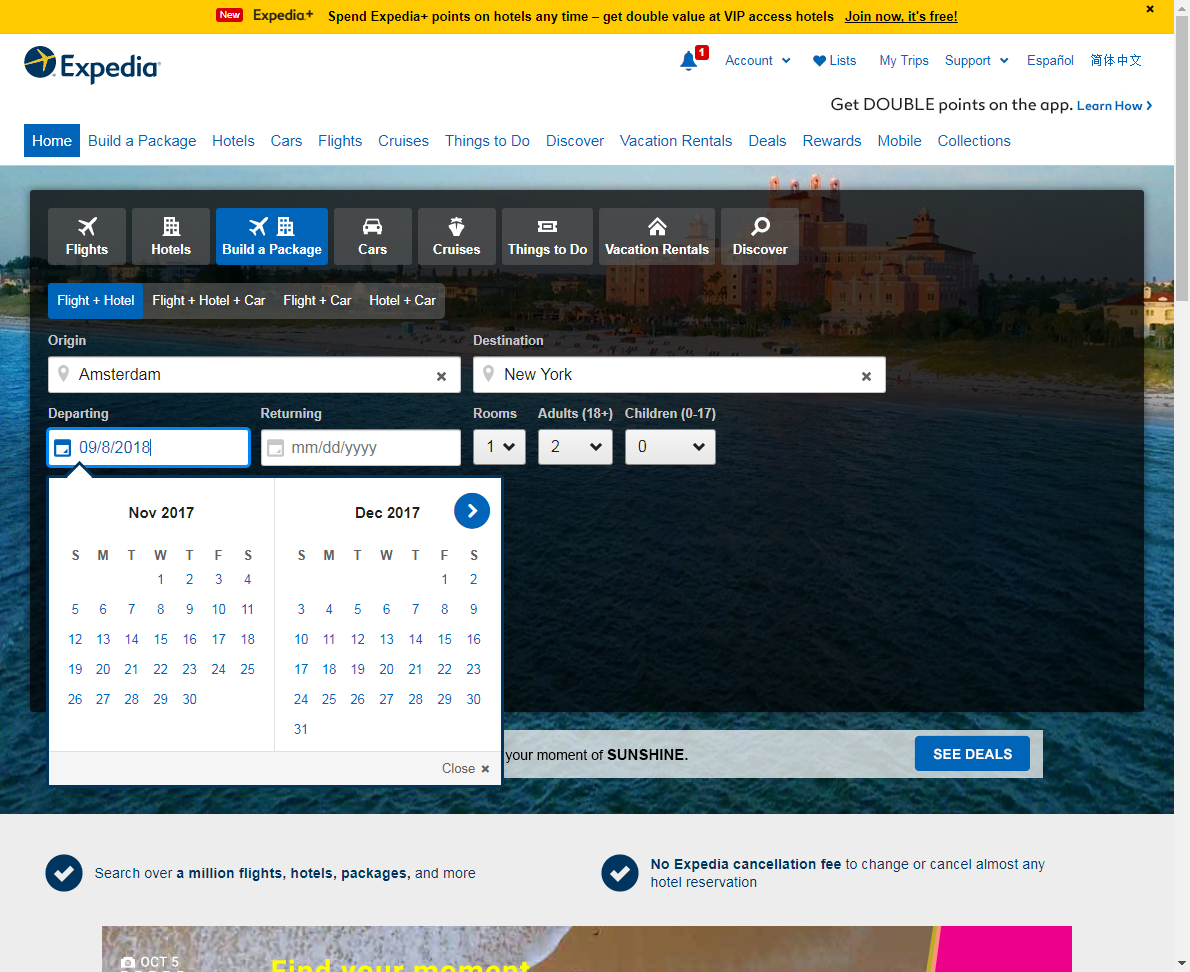 New Expedia+ Spend Expedia+ points on hotels any time – get double value at VIP access hotels Join now, it's free!
Expedia
1 Account Lists My Trips Support Español 简体中文
Get DOUBLE points on the app. Learn How
Home Build a Package Hotels Cars Flights Cruises Things to Do Discover Vacation Rentals Deals Rewards Mobile Collections
Flights Hotels Build a Package Cars Cruises Things to Do Vacation Rentals Discover
Flight + Hotel Flight + Hotel + Car Flight + Car Hotel + Car
Origin Destination
Amsterdam New York
Departing Returning Rooms Adults (18+) Children (0-17)
09/8/2018 mm/dd/yyyy 1 2 0
Nov 2017 Dec 2017
S M T W T F S S M T W T F S
1 2 3 4 1 2
5 6 7 8 9 10 11 3 4 5 6 7 8 9
12 13 14 15 16 17 18 10 11 12 13 14 15 16
19 20 21 22 23 24 25 17 18 19 20 21 22 23
26 27 28 29 30 24 25 26 27 28 29 30
31
your moment of SUNSHINE. SEE DEALS
Close
Search over a million flights, hotels, packages, and more
No Expedia cancellation fee to change or cancel almost any
hotel reservation
OCT 5
Find your moment